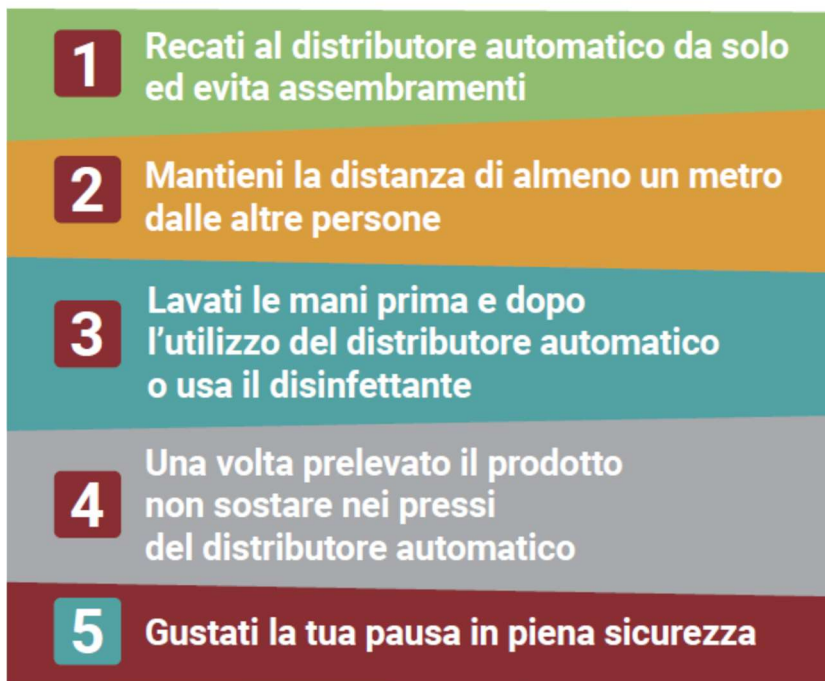 1
Recati al distributore automatico da solo
ed evita assembramenti
2
Mantieni la distanza di almeno un metro
dalle altre persone
3
Lavati le mani prima e dopo
l’utilizzo del distributore automatico
o usa il disinfettante
4
Una volta prelevato il prodotto
non sostare nei pressi
del distributore automatico
5
Gustati la tua pausa in piena sicurezza